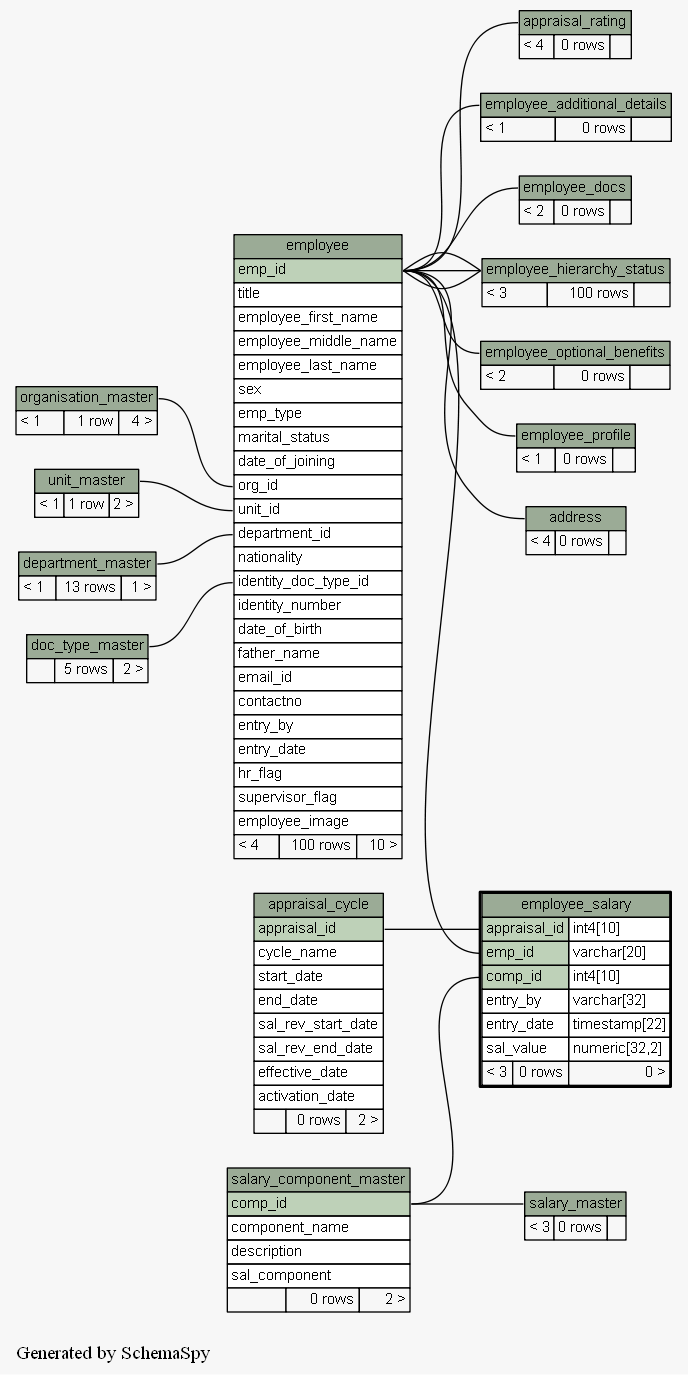 appraisal_rating
< 4 0 rows
employee_additional_details
< 1 0 rows
employee_docs
< 2 0 rows
employee_hierarchy_status
< 3 100 rows
employee_optional_benefits
< 2 0 rows
employee_profile
< 1 0 rows
address
< 4 0 rows
employee
emp_id
title
employee_first_name
employee_middle_name
employee_last_name
sex
emp_type
marital_status
date_of_joining
org_id
unit_id
department_id
nationality
identity_doc_type_id
identity_number
date_of_birth
father_name
email_id
contactno
entry_by
entry_date
hr_flag
supervisor_flag
employee_image
< 4 100 rows 10 >
organisation_master
< 1 1 row 4 >
unit_master
< 1 1 row 2 >
department_master
< 1 13 rows 1 >
doc_type_master
5 rows 2 >
appraisal_cycle
appraisal_id
cycle_name
start_date
end_date
sal_rev_start_date
sal_rev_end_date
effective_date
activation_date
0 rows 2 >
employee_salary
appraisal_id int4[10]
emp_id varchar[20]
comp_id int4[10]
entry_by varchar[32]
entry_date timestamp[22]
sal_value numeric[32,2]
< 3 0 rows 0 >
salary_component_master
comp_id
component_name
description
sal_component
0 rows 2 >
salary_master
< 3 0 rows
Generated by SchemaSpy